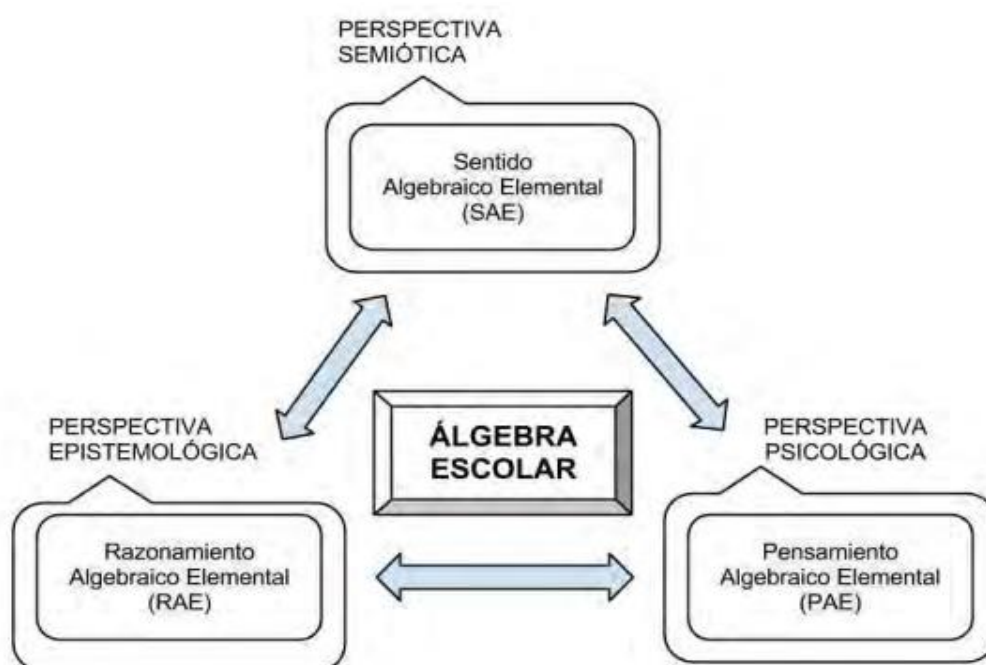 PERSPECTIVA
SEMIÓTICA
Sentido
Algebraico Elemental
(SAE)
PERSPECTIVA
EPISTEMOLÓGICA
Razonamiento
Algebraico Elemental
(RAE)
ÁLGEBRA
ESCOLAR
PERSPECTIVA
PSICOLÓGICA
Pensamiento
Algebraico Elemental
(PAE)